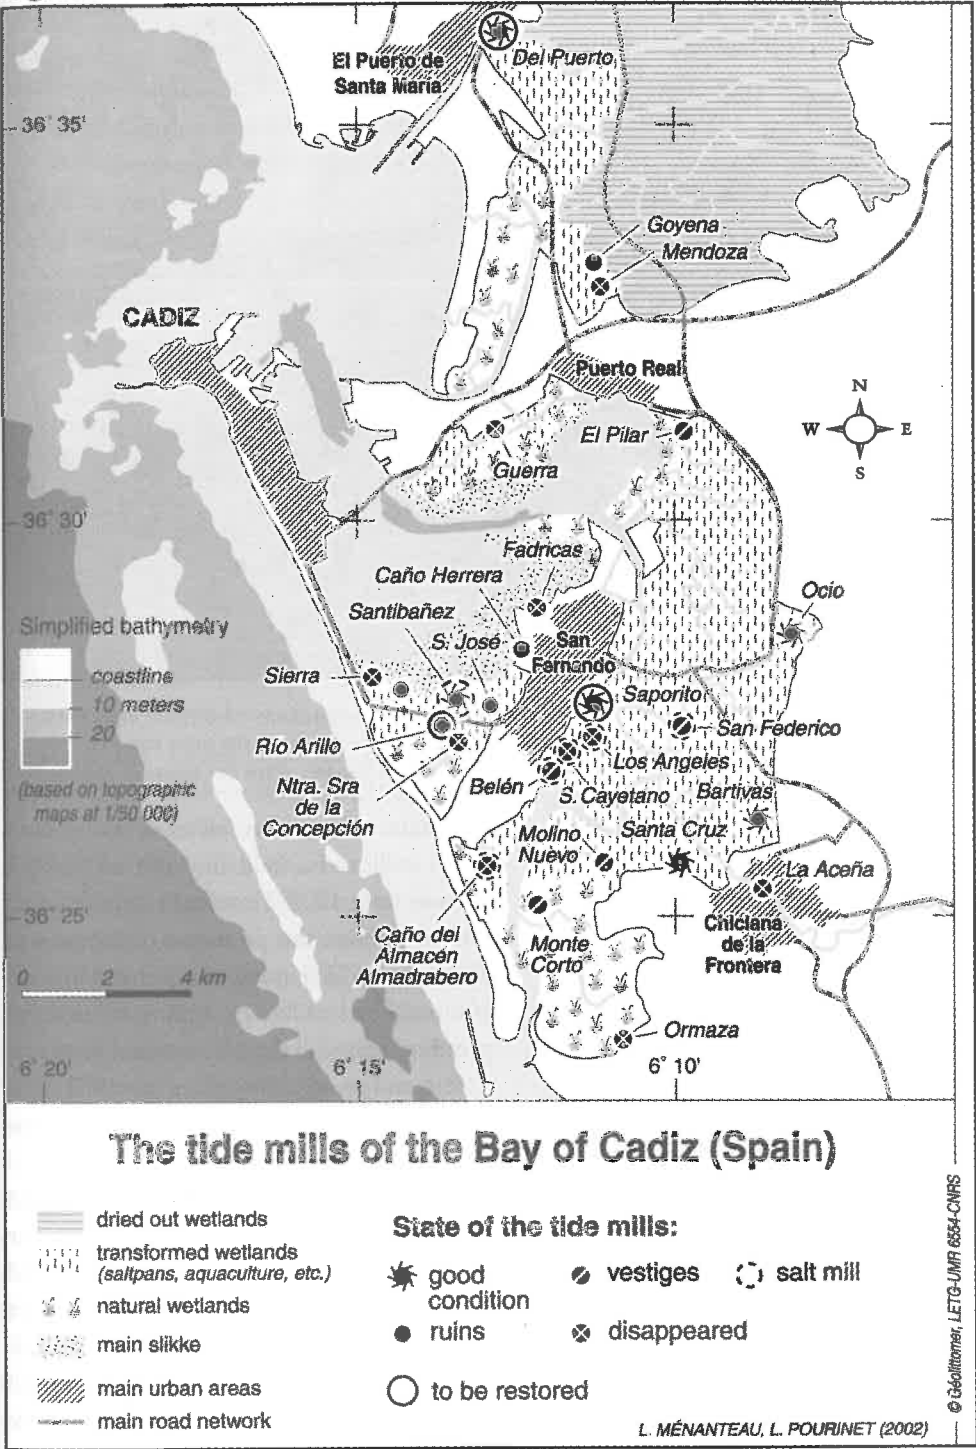 El Puerto de
Santa María
Del Puerto
36° 35'
Goyena
Mendoza
CADIZ
Puerto Real
El Pilar
N
W
E
S
Guerra
36° 30'
Fadricas
Caño Herrera
Santibañez
S. José
Ocio
San
Fernando
Simplified bathymetry
coastline
10 meters
20
(based on topographic
maps at 1/50 000)
Sierra
Saporito
San Federico
Río Arillo
Los Angeles
Ntra. Sra
de la
Concepción
Belén
S. Cayetano
Bartivas
Molino
Nuevo
Santa Cruz
La Aceña
36° 25'
Caño del
Almacén
Almadrabero
Monte
Corto
Chiclana
de la
Frontera
0 2 4 km
Ormaza
6° 20'
6° 15'
6° 10'
The tide mills of the Bay of Cadiz (Spain)
dried out wetlands
transformed wetlands
(saltpans, aquaculture, etc.)
natural wetlands
main slikke
main urban areas
main road network
State of the tide mills:
good
condition
vestiges
salt mill
ruins
disappeared
to be restored
© Géolittomer, LETG-UMR 6554-CNRS
L. MÉNANTEAU, L. POURINET (2002)